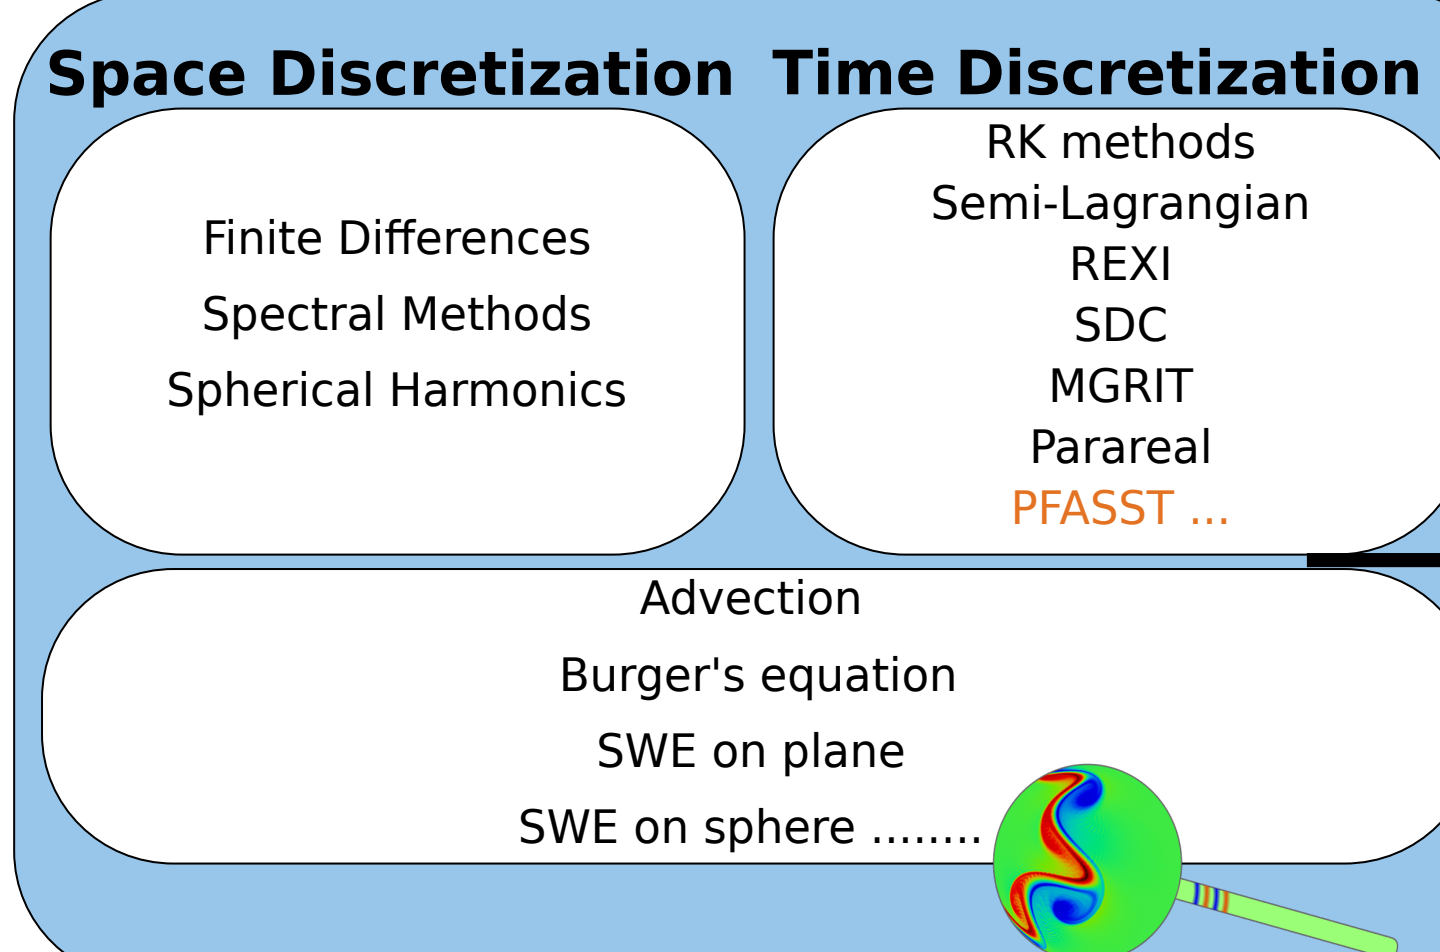 Space Discretization
Finite Differences
Spectral Methods
Spherical Harmonics
Time Discretization
RK methods
Semi-Lagrangian
REXI
SDC
MGRIT
Parareal
PFASST ...
Advection
Burger's equation
SWE on plane
SWE on sphere ........